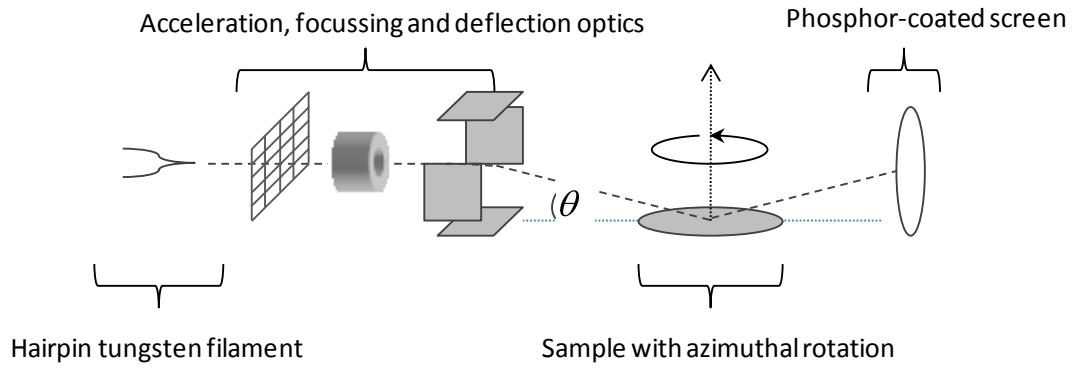 Acceleration, focussing and deflection optics
Phosphor-coated screen
(θ
Hairpin tungsten filament
Sample with azimuthal rotation